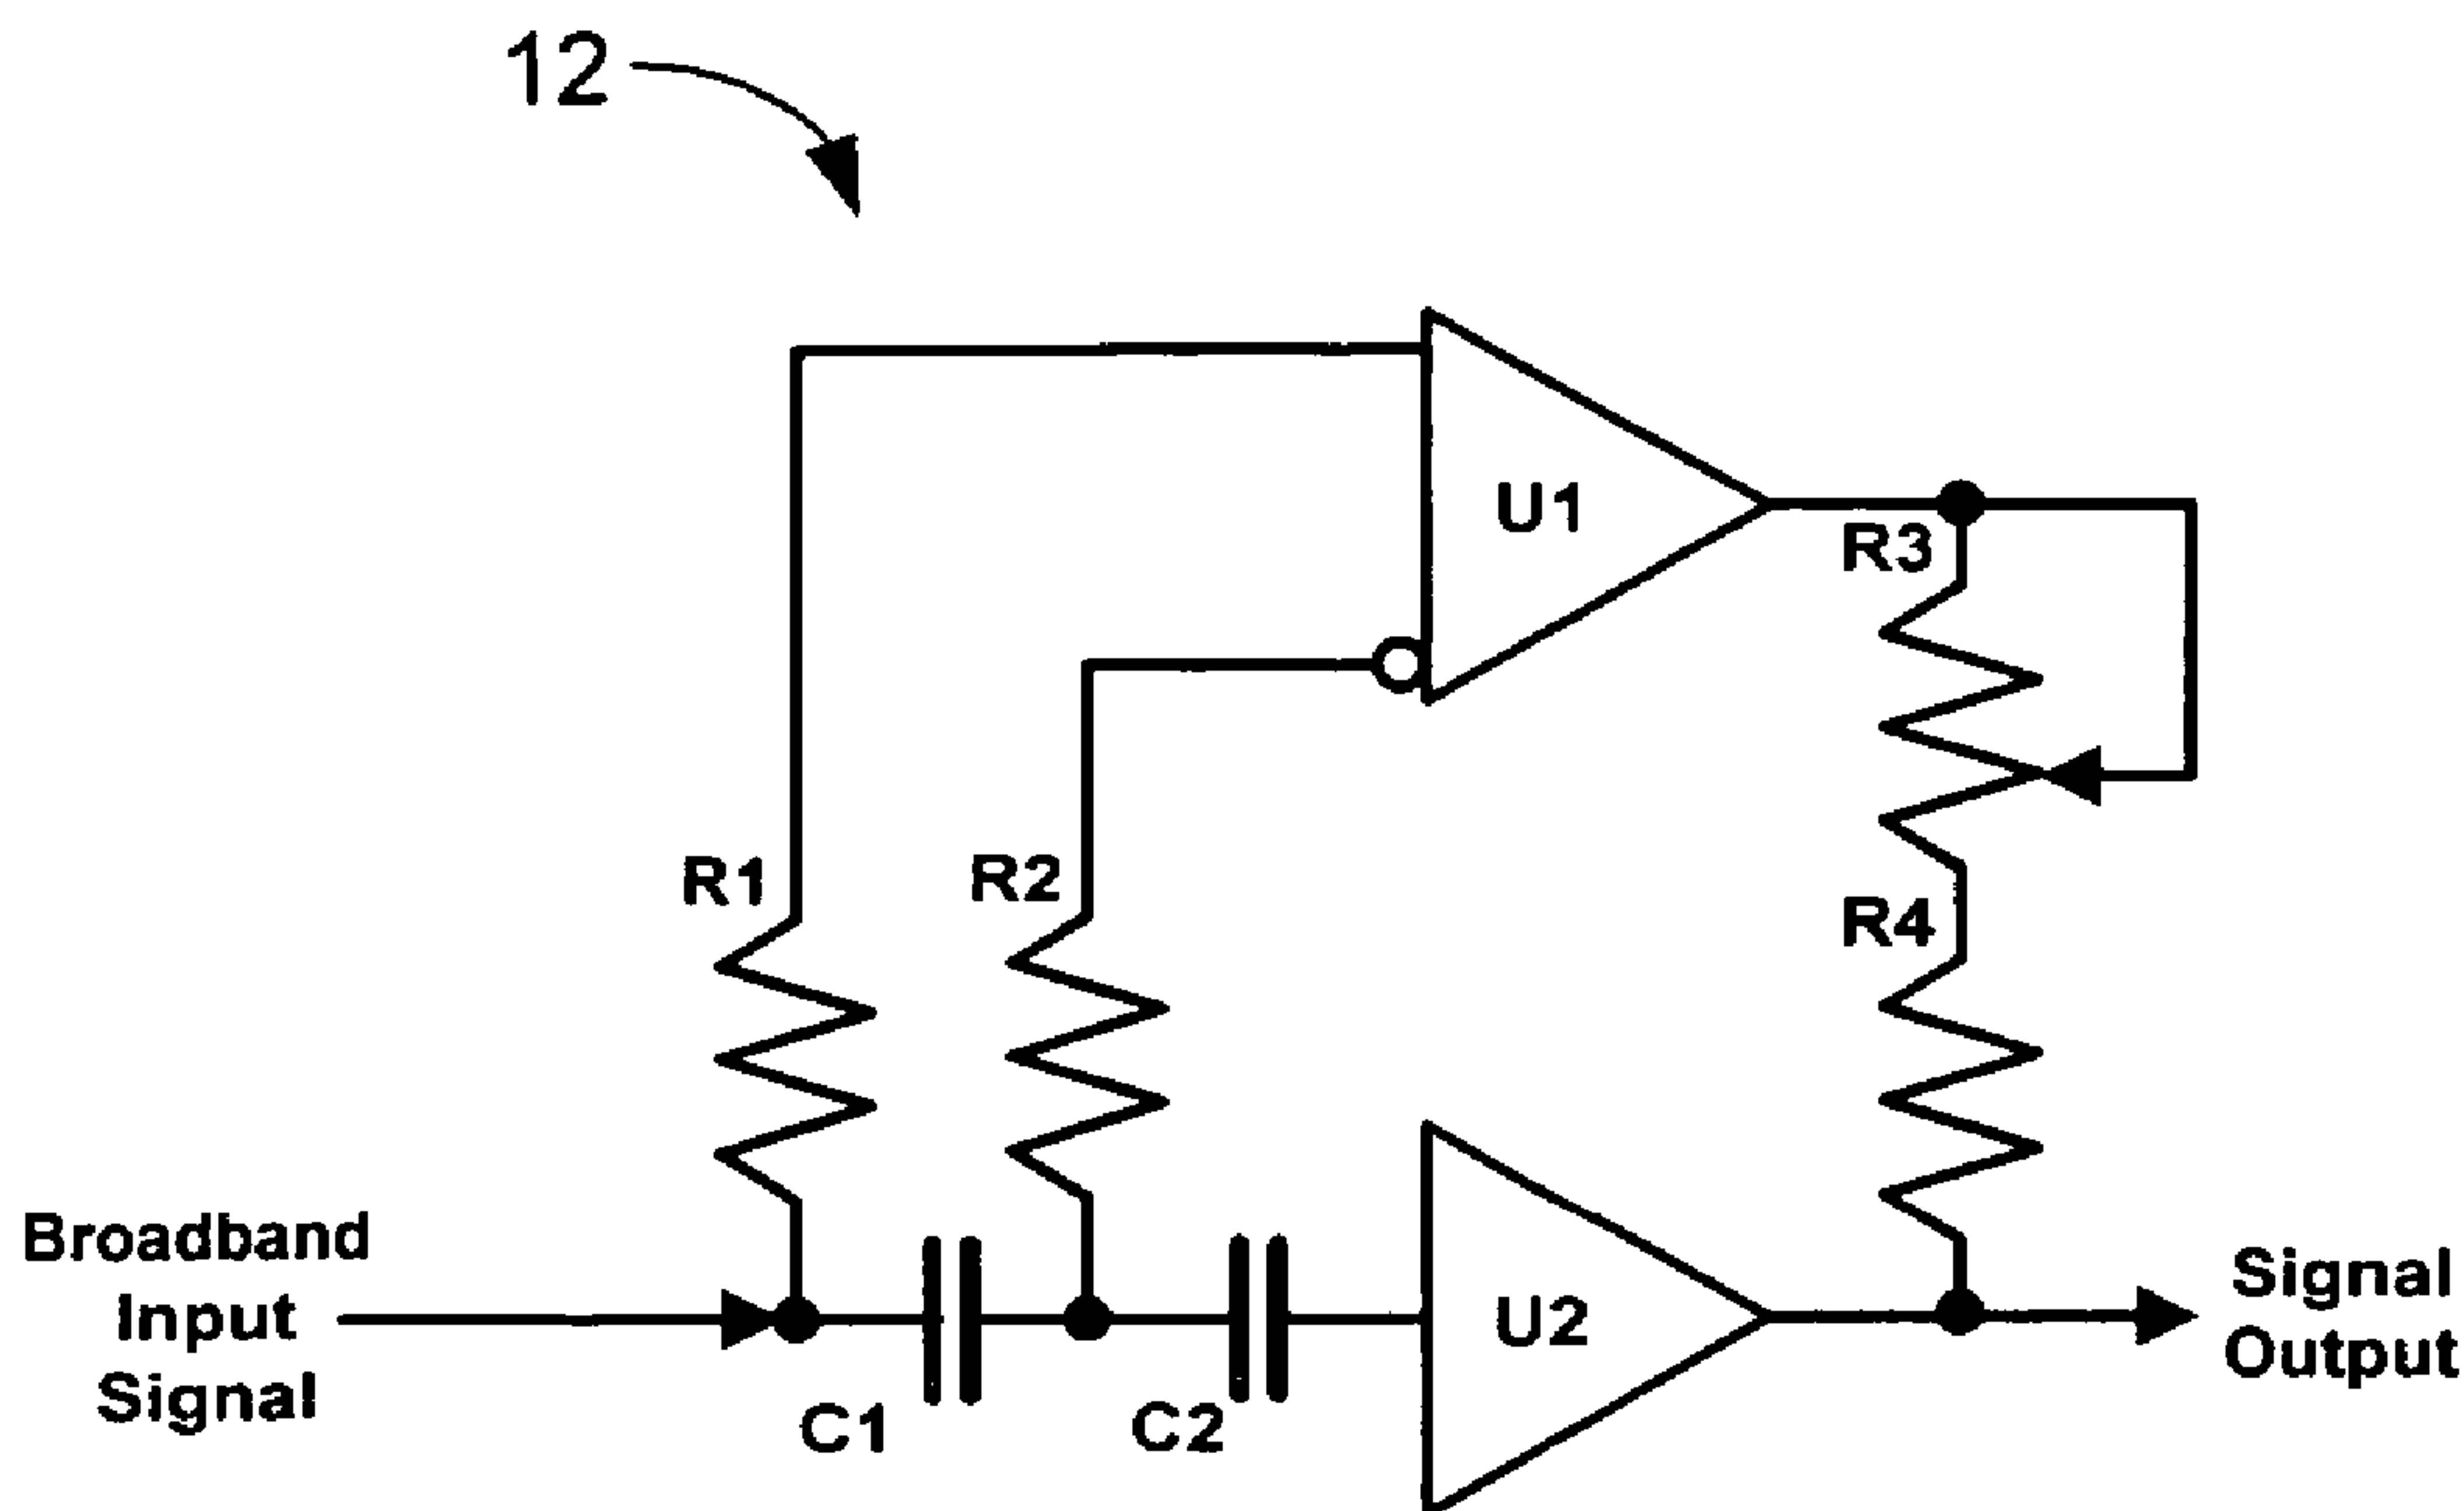 12
U1
R3
R1
R2
R4
Broadband
Input
Signal
C1
C2
U2
Signal
Output